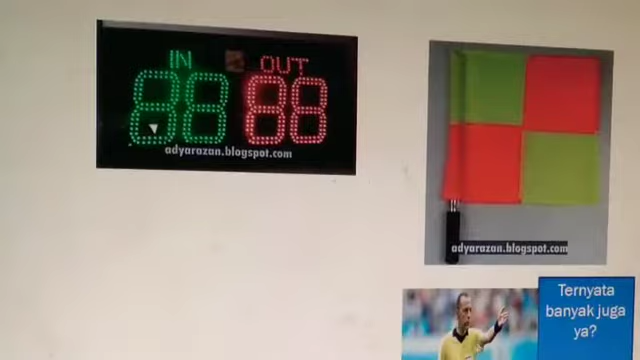 IN OUT
88 88
adyarazan.blogspot.com
adyarazan.blogspot.com
Ternyata
banyak juga
ya?